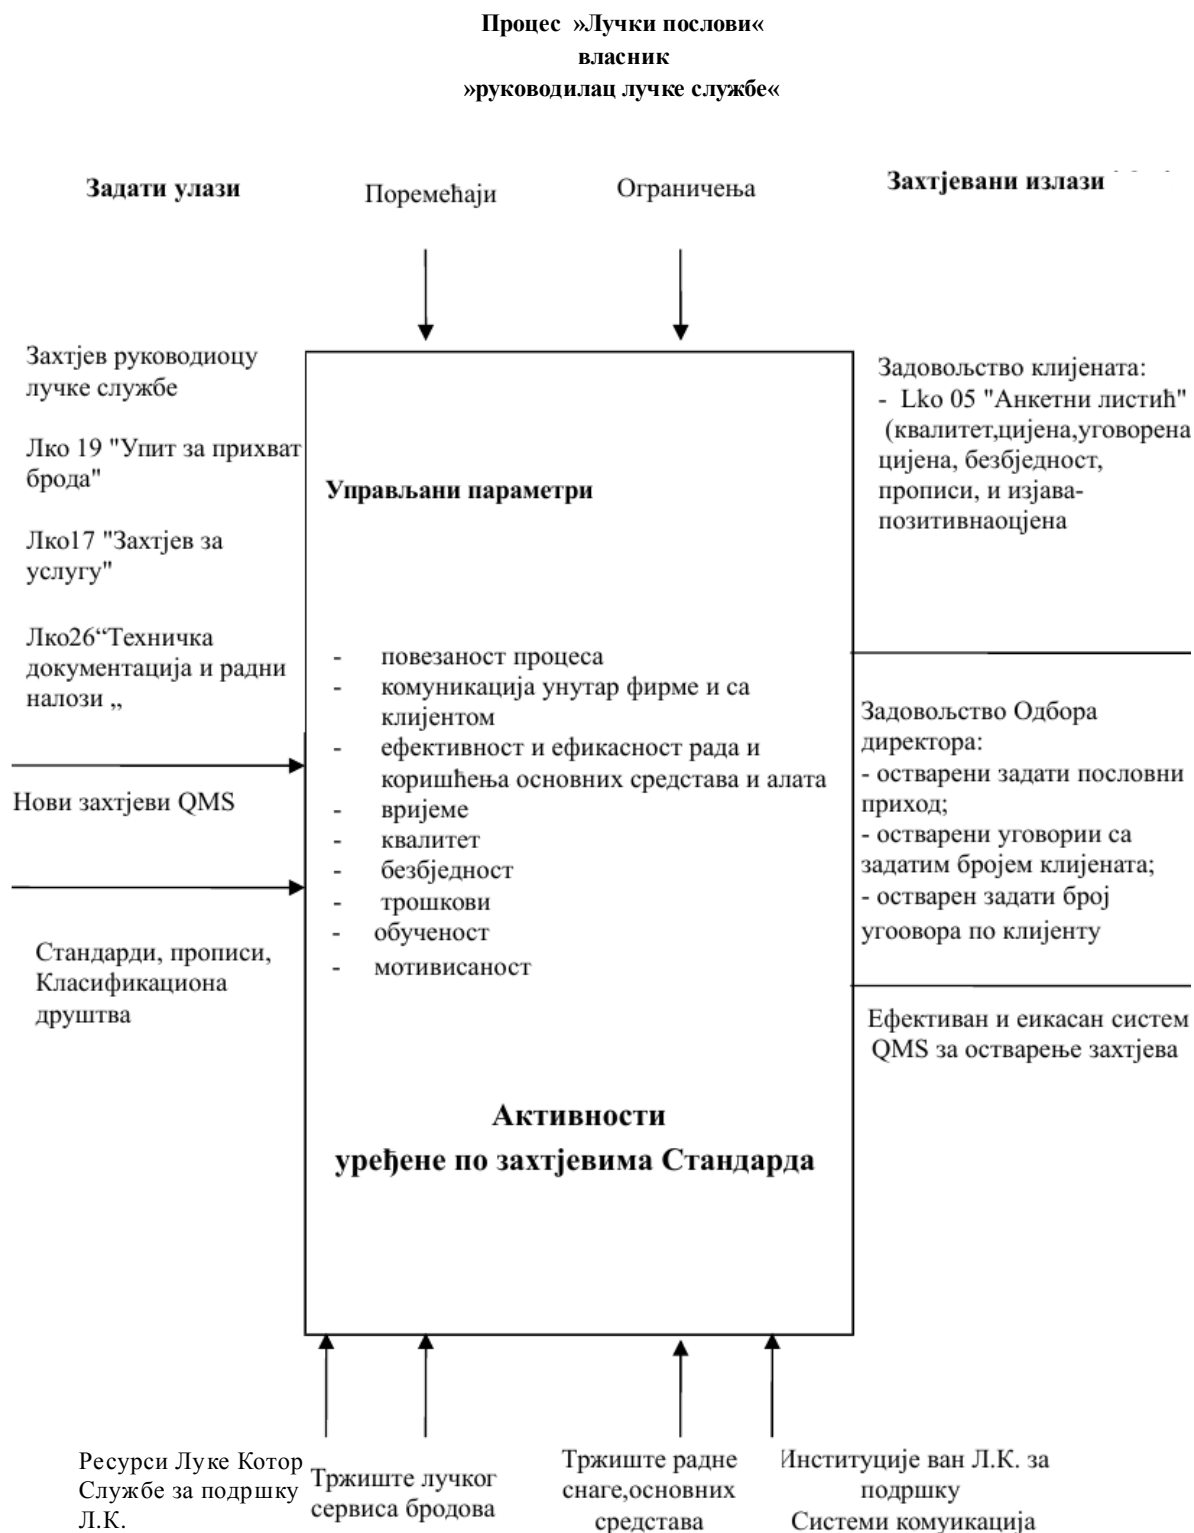 Процес »Лучки послови«
власник
»руководилац лучке службе«
Задати улази
Поремећаји
Ограничења
Захтјевани излази
Захтјев руководиоцу
лучке службе
Лко 19 "Упит за прихват
брода"
Лко17 "Захтјев за
услугу"
Лко26“Техничка
документација и радни
налози „
Нови захтјеви QMS
Стандарди, прописи,
Класификациона
друштва
Управљани параметри
- повезаност процеса
- комуникација унутар фирме и са
клијентом
- ефективност и ефикасност рада и
коришћења основних средстава и алата
- вријеме
- квалитет
- безбједност
- трошкови
- обученост
- мотивисаност
Активности
уређене по захтјевима Стандарда
Задовољство клијената:
- Lko 05 "Анкетни листић"
(квалитет,цијена,уговорена
цијена, безбједност,
прописи, и изјава-
позитивнаоцјена
Задовољство Одбора
директора:
- остварени задати пословни
приход;
- остварени уговории са
задатим бројем клијената;
- остварен задати број
угоовора по клијенту
Ефективан и еикасан систем
QMS за остварење захтјева
Ресурси Луке Котор
Службе за подршку
Л.К.
Тржиште лучког
сервиса бродова
Тржиште радне
снаге,основних
средстава
Институције ван Л.К. за
подршку
Системи комуикација